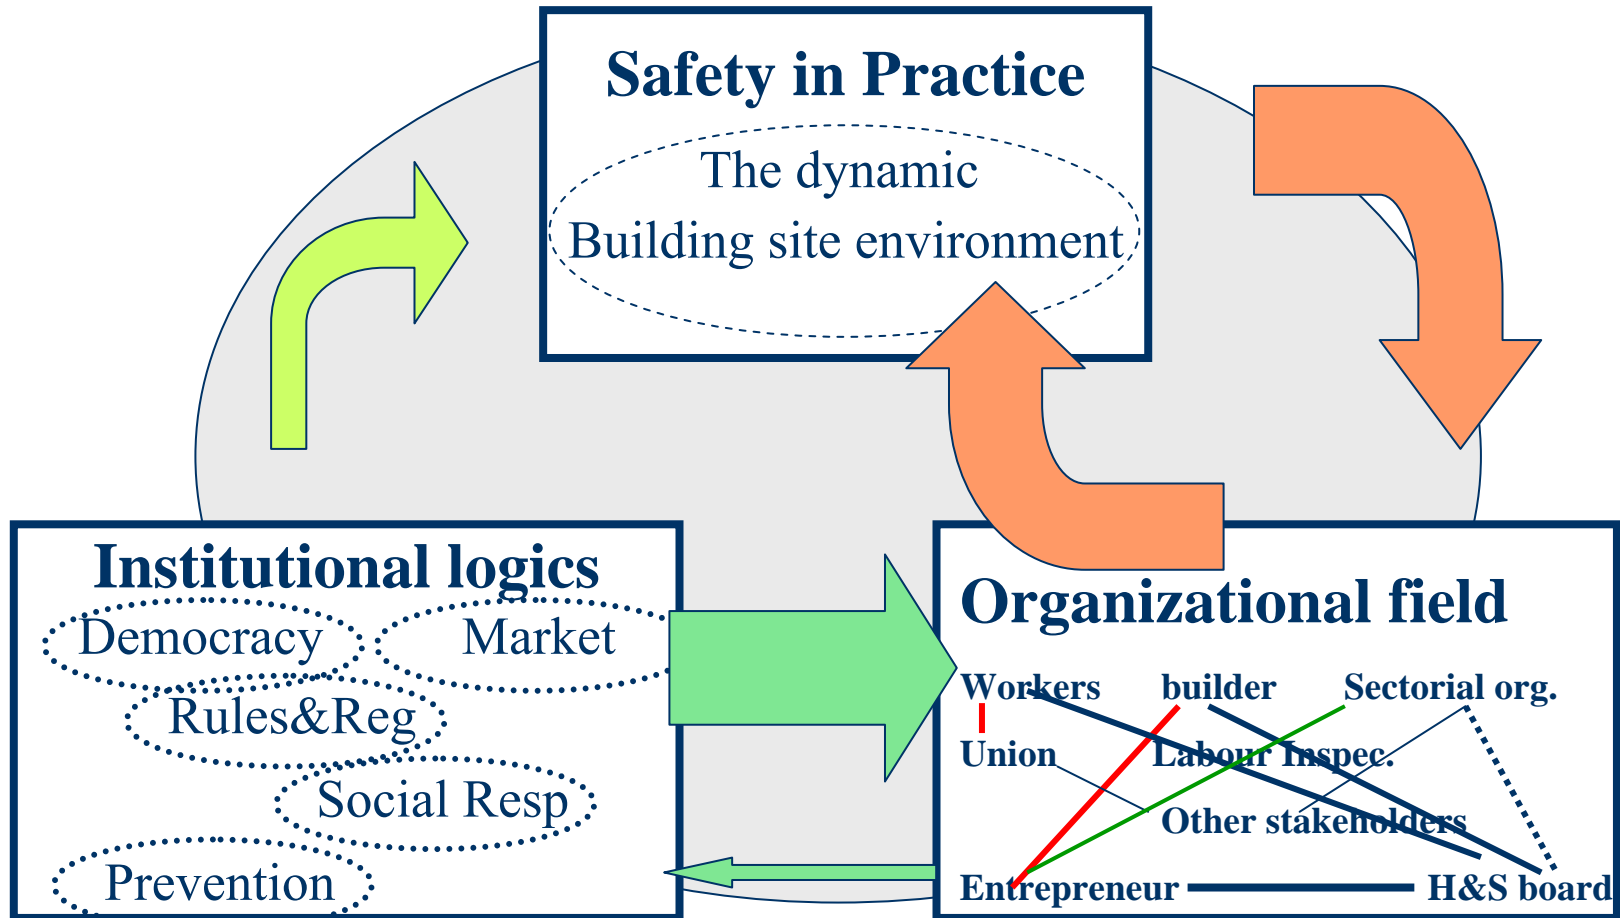 Safety in Practice
The dynamic
Building site environment
Institutional logics
Democracy
Market
Rules&Reg
Social Resp
Prevention
Organizational field
Workers builder Sectorial org.
Union Labour Inspec.
Other stakeholders
Entrepreneur H&S board